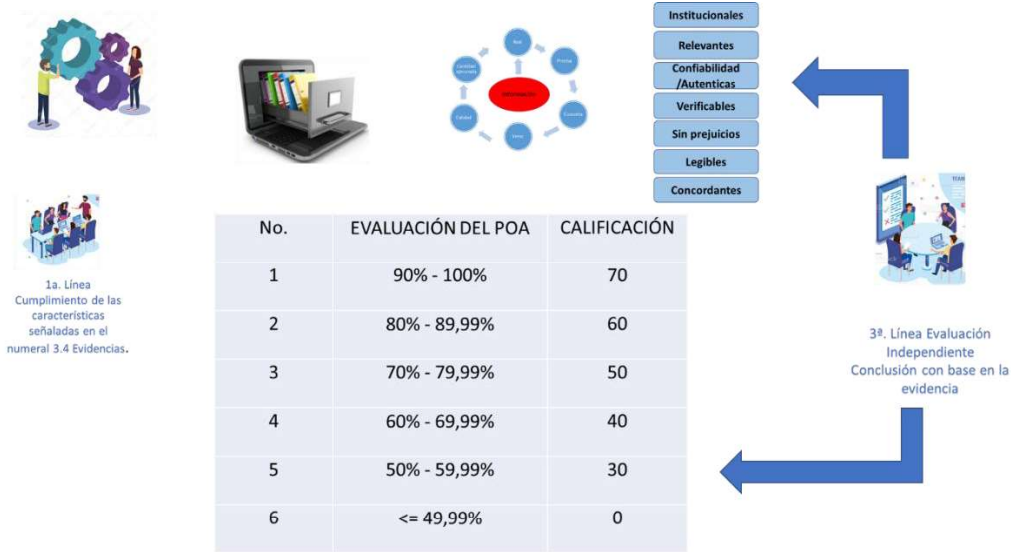 Institucionales
Relevantes
Confiabilidad
/Autenticas
Verificables
Sin prejuicios
Legibles
Concordantes
1a. Línea
Cumplimiento de las
características
señaladas en el
numeral 3.4 Evidencias.
No. EVALUACIÓN DEL POA CALIFICACIÓN
1 90% - 100% 70
2 80% - 89,99% 60
3 70% - 79,99% 50
4 60% - 69,99% 40
5 50% - 59,99% 30
6 <= 49,99% 0
3ª. Línea Evaluación
Independiente
Conclusión con base en la
evidencia